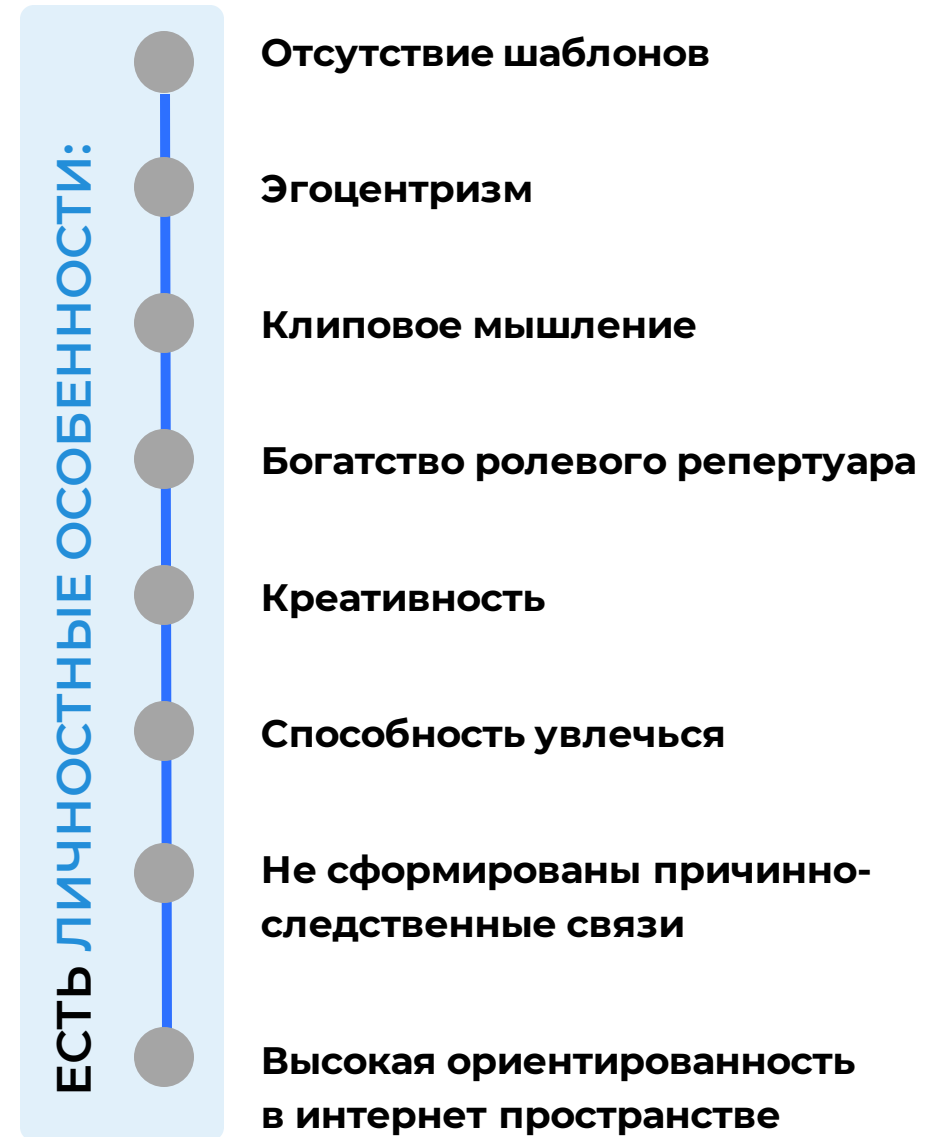 ЕСТЬ ЛИЧНОСТНЫЕ ОСОБЕННОСТИ:
Отсутствие шаблонов
Эгоцентризм
Клиповое мышление
Богатство ролевого репертуара
Креативность
Способность увлечься
Не сформированы причинно-
следственные связи
Высокая ориентированность
в интернет пространстве